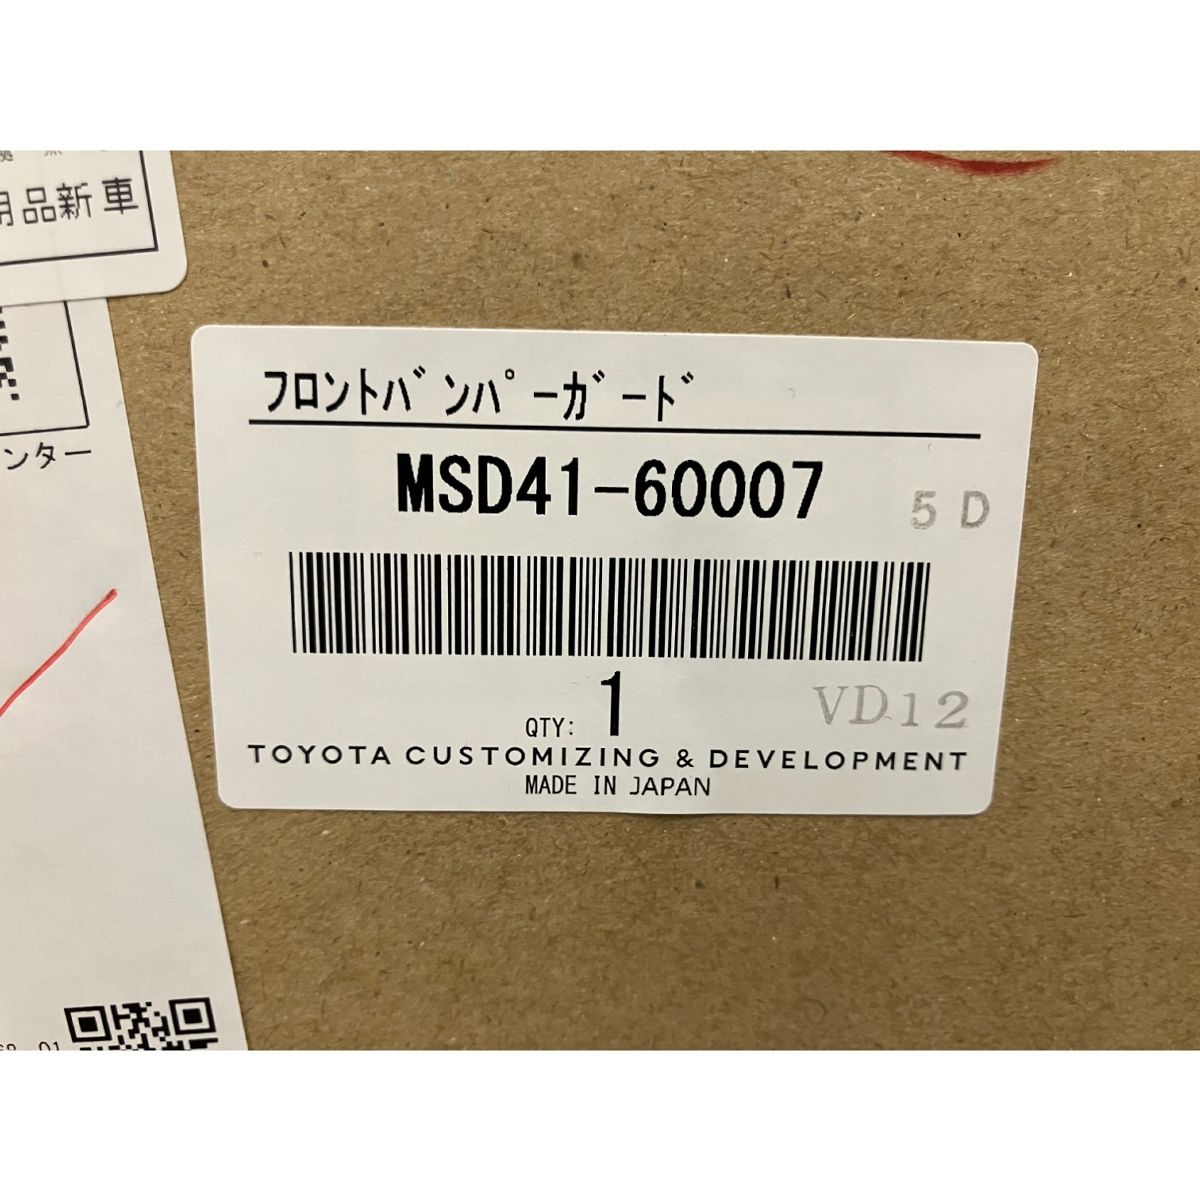 用品新車
ンター
フロントバンパーガード
MSD41-60007
5 D
QTY: 1
VD12
TOYOTA CUSTOMIZING & DEVELOPMENT
MADE IN JAPAN